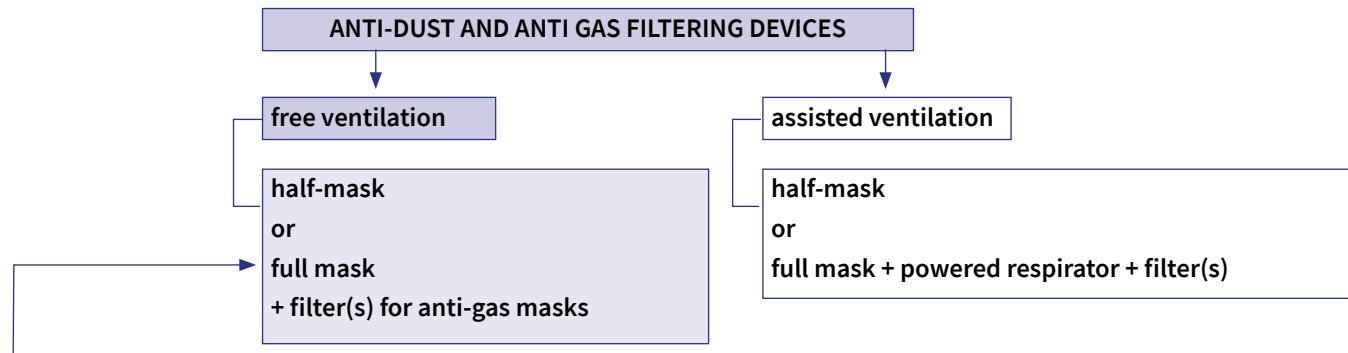 ANTI-DUST AND ANTI GAS FILTERING DEVICES
free ventilation
half-mask
or
full mask
+ filter(s) for anti-gas masks
assisted ventilation
half-mask
or
full mask + powered respirator + filter(s)